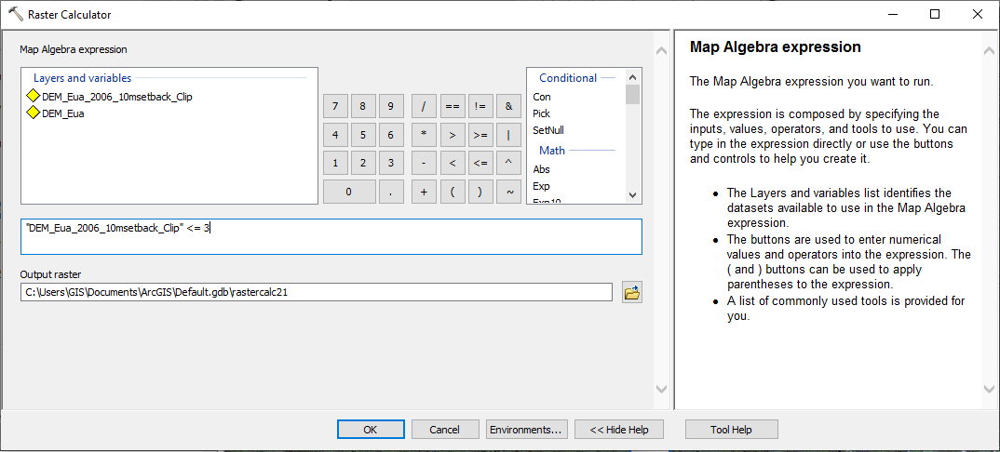 Raster Calculator
Map Algebra expression
Layers and variables
DEM_Eua_2006_10msetback_Clip
DEM_Eua
7 8 9 / == != &
4 5 6 * > >= |
1 2 3 - < <= ^
0 . + ( ) ~
Conditional
Con
Pick
SetNull
Math
Abs
Exp
Exp10
"DEM_Eua_2006_10msetback_Clip" <= 3
Output raster
C:\Users\GIS\Documents\ArcGIS\Default.gdb\rastercalc21
OK
Cancel
Environments...
<< Hide Help
Tool Help
Map Algebra expression
The Map Algebra expression you want to run.
The expression is composed by specifying the
inputs, values, operators, and tools to use. You can
type in the expression directly or use the buttons
and controls to help you create it.
• The Layers and variables list identifies the
datasets available to use in the Map Algebra
expression.
• The buttons are used to enter numerical
values and operators into the expression. The
( and ) buttons can be used to apply
parentheses to the expression.
• A list of commonly used tools is provided for
you.